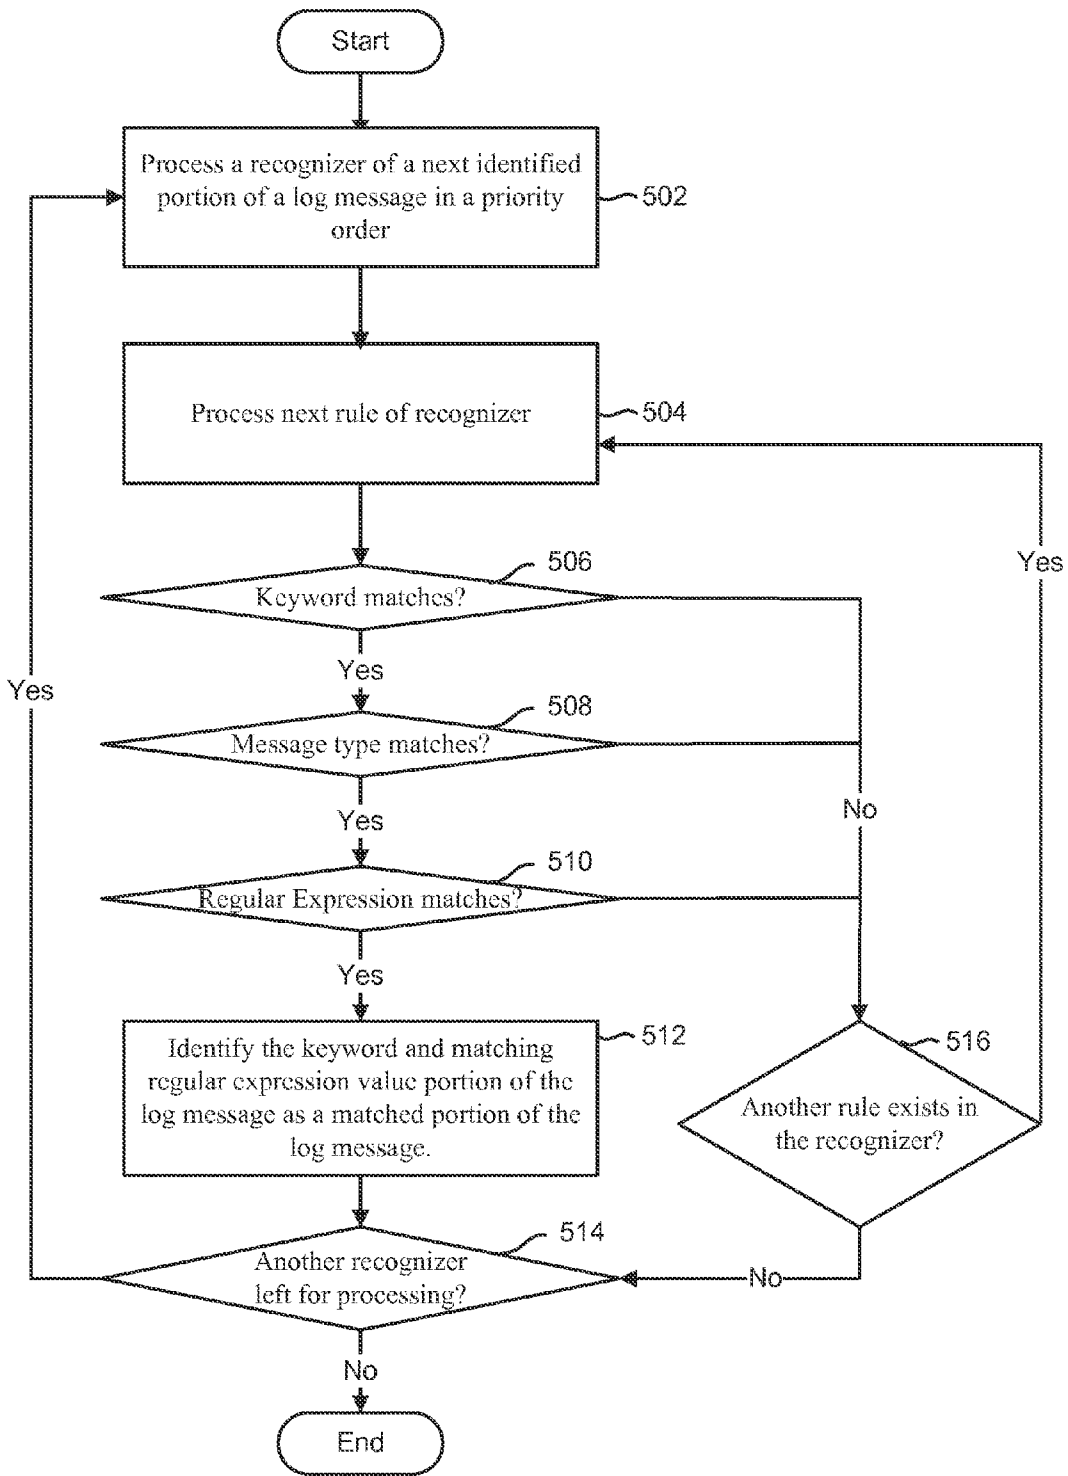 Start
Process a recognizer of a next identified
portion of a log message in a priority
order
502
Process next rule of recognizer
504
506
Keyword matches?
Yes
Yes
Yes
508
Message type matches?
No
Yes
510
Regular Expression matches?
Yes
512
Identify the keyword and matching
regular expression value portion of the
log message as a matched portion of the
log message.
516
Another rule exists in
the recognizer?
514
Another recognizer
left for processing?
No
No
End